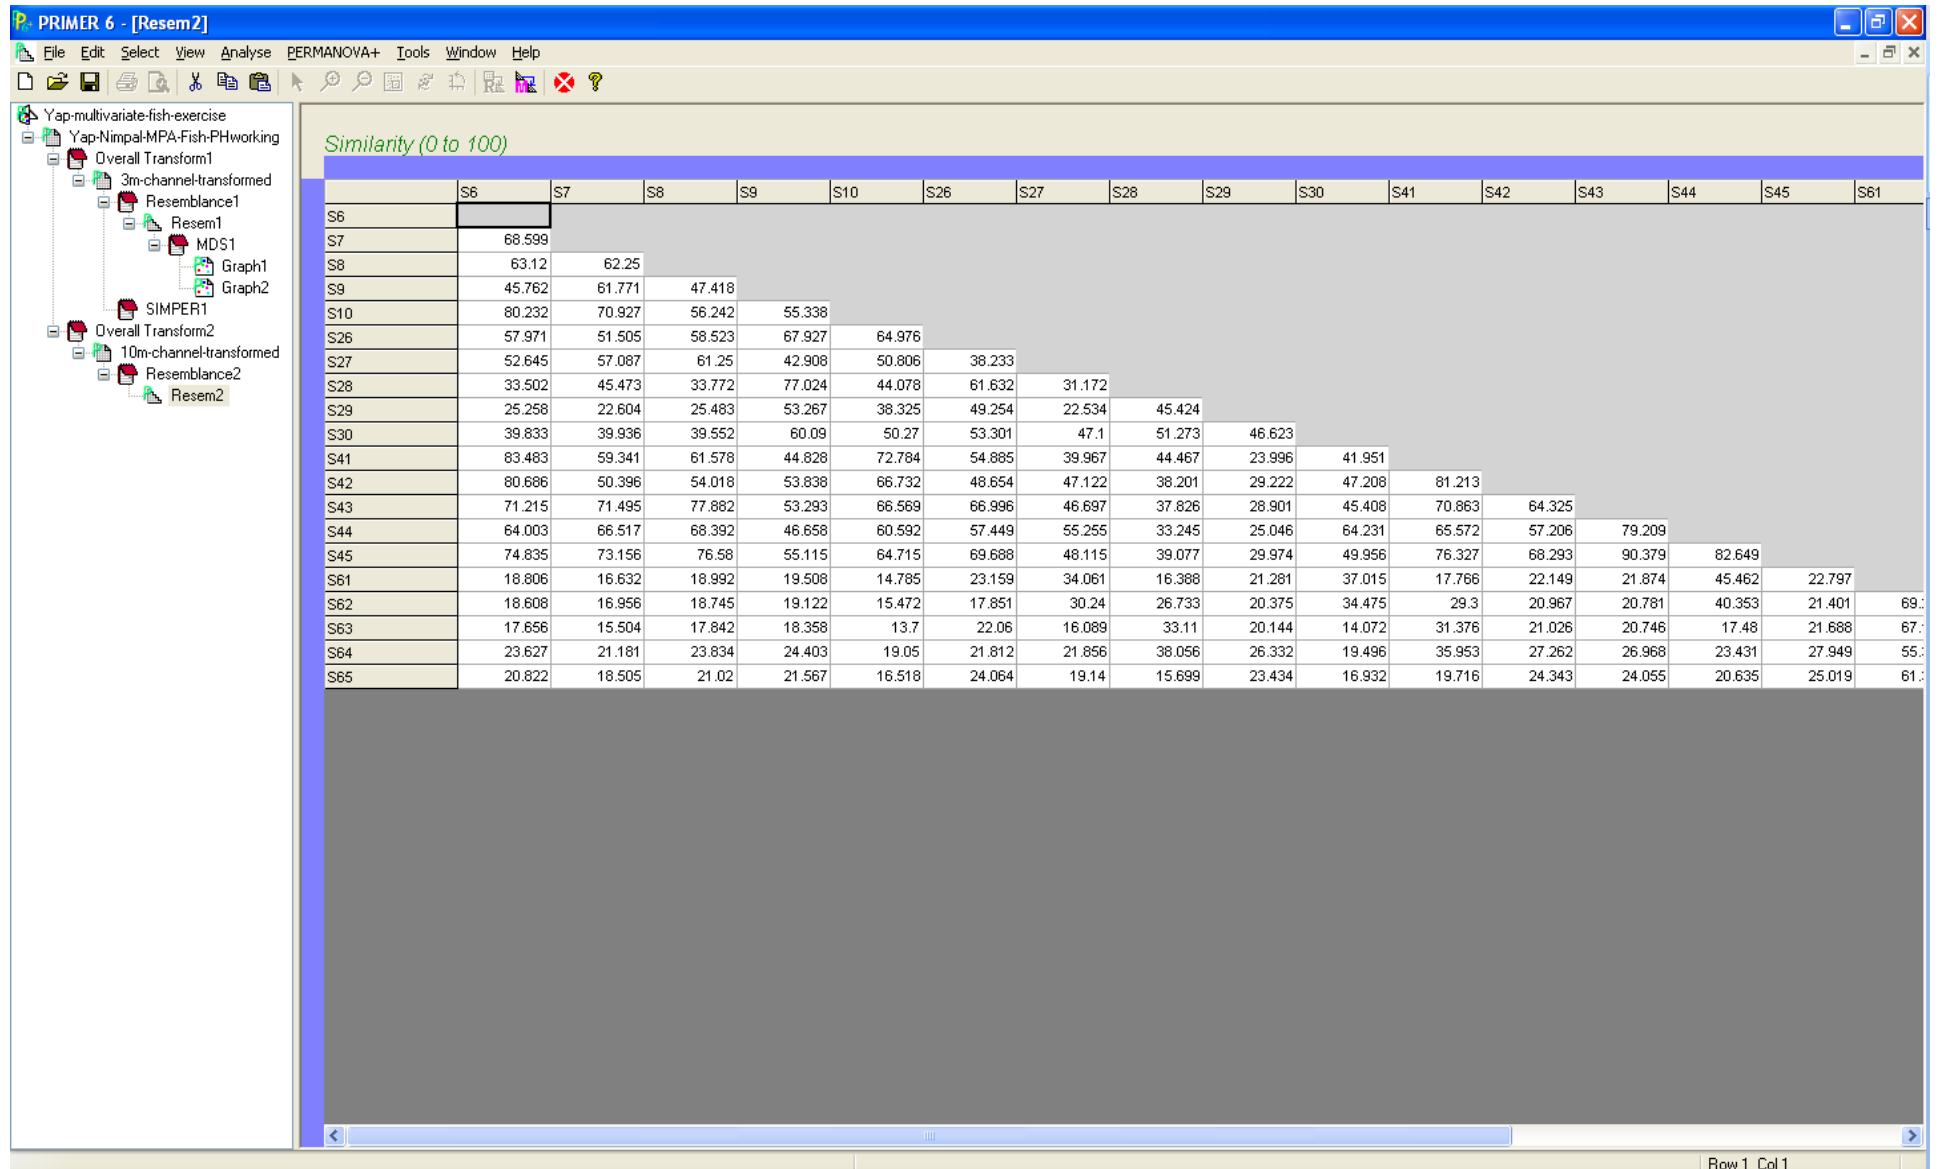 PRIMER 6 - [Resem2]
File Edit Select View Analyse PERMANOVA+ Tools Window Help
Yap-multivariate-fish-exercise
Yap-Nimpal-MPA-Fish-PHworking
Overall Transform1
3m-channel-transformed
Resemblance1
Resem1
MDS1
Graph1
Graph2
SIMPER1
Overall Transform2
10m-channel-transformed
Resemblance2
Resem2
Similarity (0 to 100)
S6 S7 S8 S9 S10 S26 S27 S28 S29 S30 S41 S42 S43 S44 S45 S61
S6
S7 68.599
S8 63.12 62.25
S9 45.762 61.771 47.418
S10 80.232 70.927 56.242 55.338
S26 57.971 51.505 58.523 67.927 64.976
S27 52.645 57.087 61.25 42.908 50.806 38.233
S28 33.502 45.473 33.772 77.024 44.078 61.632 31.172
S29 25.258 22.604 25.483 53.267 38.325 49.254 22.534 45.424
S30 39.833 39.936 39.552 60.09 50.27 53.301 47.1 51.273 46.623
S41 83.483 59.341 61.578 44.828 72.784 54.885 39.967 44.467 23.996 41.951
S42 80.686 50.396 54.018 53.838 66.732 48.654 47.122 38.201 29.222 47.208 81.213
S43 71.215 71.495 77.882 53.293 66.569 66.996 46.697 37.826 28.901 45.408 70.863 64.325
S44 64.003 66.517 68.392 46.658 60.592 57.449 55.255 33.245 25.046 64.231 65.572 57.206 79.209
S45 74.835 73.156 76.58 55.115 64.715 69.688 48.115 39.077 29.974 49.956 76.327 68.293 90.379 82.649
S61 18.806 16.632 18.992 19.508 14.785 23.159 34.061 16.388 21.281 37.015 17.766 22.149 21.874 45.462 22.797
S62 18.608 16.956 18.745 19.122 15.472 17.851 30.24 26.733 20.375 34.475 29.3 20.967 20.781 40.353 21.401 69.
S63 17.656 15.504 17.842 18.358 13.7 22.06 16.089 33.11 20.144 14.072 31.376 21.026 20.746 17.48 21.688 67.
S64 23.627 21.181 23.834 24.403 19.05 21.812 21.856 38.056 26.332 19.496 35.953 27.262 26.968 23.431 27.949 55.
S65 20.822 18.505 21.02 21.567 16.518 24.064 19.14 15.699 23.434 16.932 19.716 24.343 24.055 20.635 25.019 61.
Row 1 Col 1